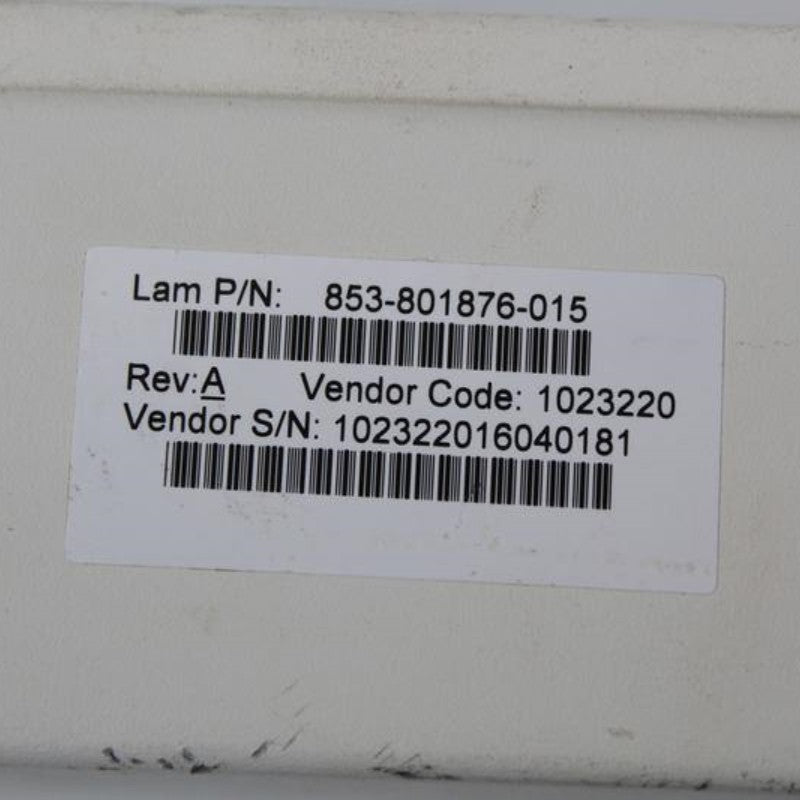 Lam P/N: 853-801876-015
Rev:A Vendor Code: 1023220
Vendor S/N: 102322016040181